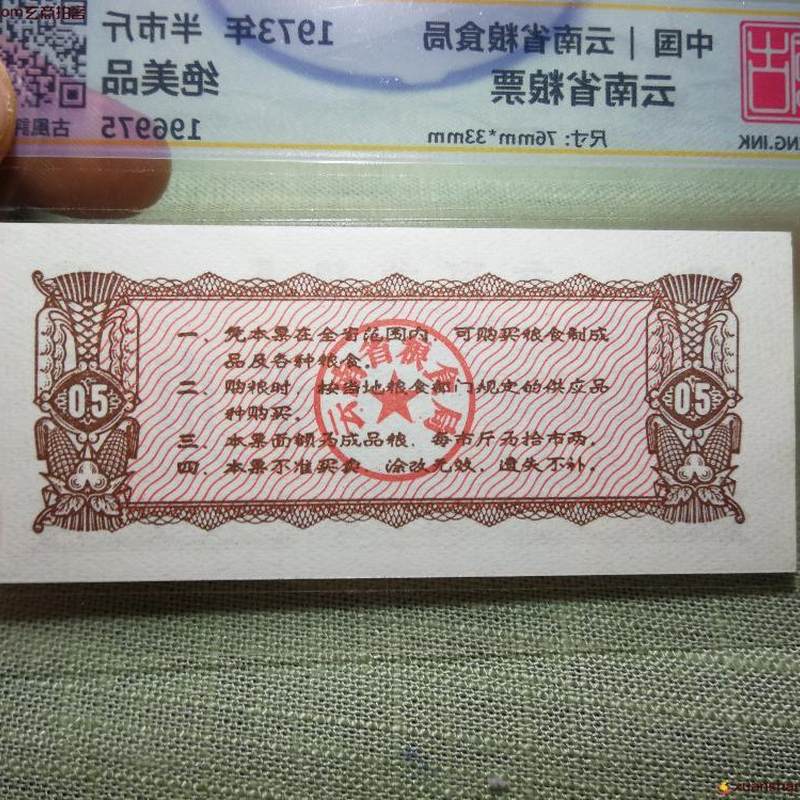 中国 | 云南省粮食局 1973年 半市斤
云南省粮票 绝美品
尺寸: 76mm*33mm 196975
一、凭本票在全省范围内,可购买粮食制成
品及各种粮食。
二、购粮时,按当地粮食部门规定的供应品
种购买。
三、本票面额为成品粮,每市斤为拾市两。
四、本票不准买卖,涂改无效,遗失不补。
云南省粮食局
0.5
0.5